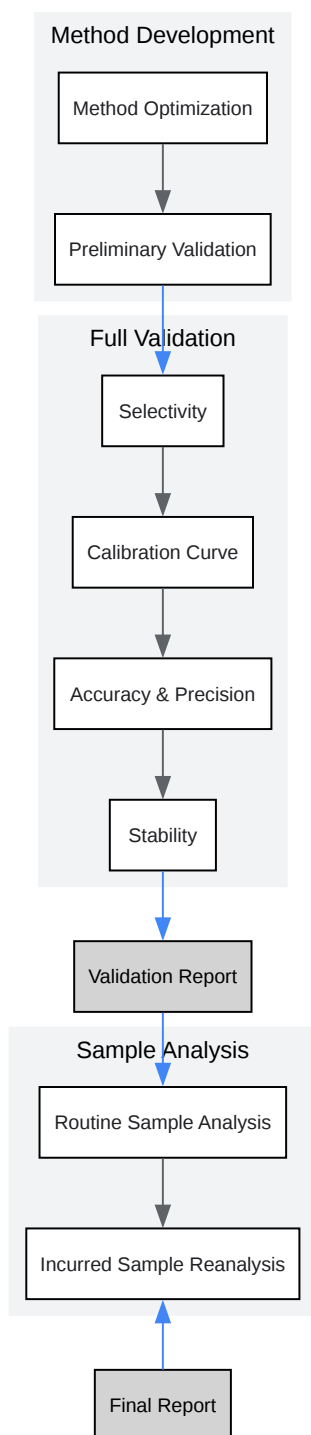 Method Development
Method Optimization
Preliminary Validation
Full Validation
Selectivity
Calibration Curve
Accuracy & Precision
Stability
Validation Report
Sample Analysis
Routine Sample Analysis
Incurred Sample Reanalysis
Final Report